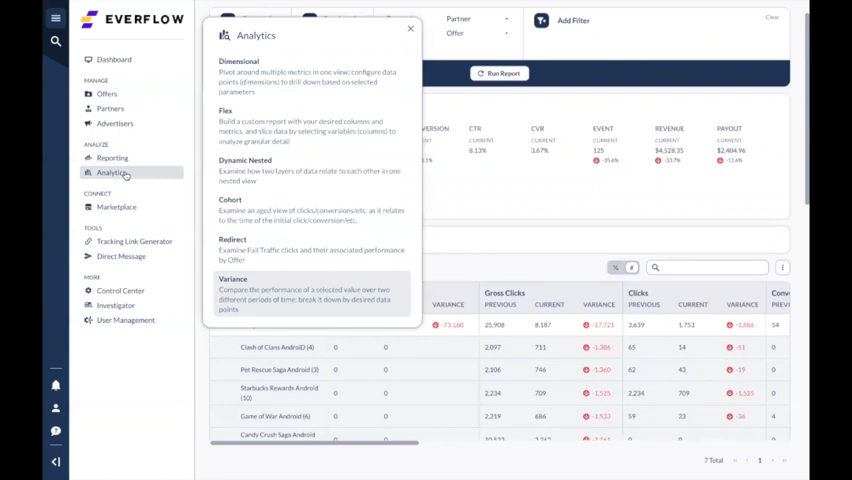 EVERFLOW
Dashboard
MANAGE
Offers
Partners
Advertisers
ANALYZE
Reporting
Analytics
CONNECT
Marketplace
TOOLS
Tracking Link Generator
Direct Message
MORE
Control Center
Investigator
User Management
Analytics
Dimensional
Pivot around multiple metrics in one view; configure data
points (dimensions) to drill down based on selected
parameters
Flex
Build a custom report with your desired columns and
metrics, and slice data by selecting variables (columns) to
analyze granular detail
Dynamic Nested
Examine how two layers of data relate to each other in one
nested view
Cohort
Examine an aged view of clicks/conversions/etc. as it relates
to the time of the initial click/conversion/etc.
Redirect
Examine Fail Traffic clicks and their associated performance
by Offer
Variance
Compare the performance of a selected value over two
different periods of time; break it down by desired data
points
Partner
Offer
Add Filter
Clear
Run Report
VERSION CTR CVR EVENT REVENUE PAYOUT
CURRENT CURRENT CURRENT CURRENT CURRENT
8.13% 3.67% 125 $4,528.35 $2,404.96
-35.6%
% #
Gross Clicks Clicks Conv
VARIANCE PREVIOUS CURRENT VARIANCE PREVIOUS CURRENT VARIANCE PREVIOUS
-73.160 25,908 8,187 -17,721 3,639 1,753 -1,886 54
Clash of Clans AndroiD (4) 0 0 2,097 711 -1,386 65 14 -51 0
Pet Rescue Saga Android (3) 0 0 2,106 746 -1,360 62 43 -19 0
Starbucks Rewards Android
(10) 0 0 2,234 709 -1,525 2,234 709 -1,525 0
Game of War Android (6) 0 0 2,219 686 -1,533 59 23 -36 0
Candy Crush Saga Android
7 Total 1